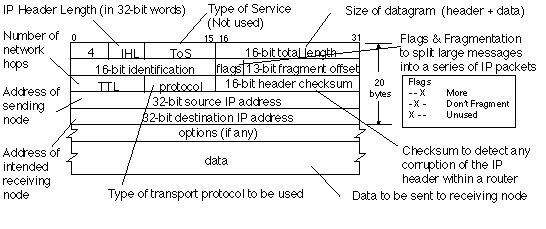 IP Header Length (in 32-bit words)
Type of Service
(Not used)
Size of datagram (header + data)
Number of
network
hops
0
15 16
31
4
IHL
ToS
16-bit total length
Flags & Fragmentation
to split large messages
into a series of IP packets
16-bit identification
flags
13-bit fragment offset
TTL
protocol
16-bit header checksum
20
bytes
Flags
- - X More
- X - Don't Fragment
X - - Unused
Address of
sending
node
32-bit source IP address
32-bit destination IP address
options (if any)
Address of
intended
receiving
node
data
Checksum to detect any
corruption of the IP
header within a router
Type of transport protocol to be used
Data to be sent to receiving node